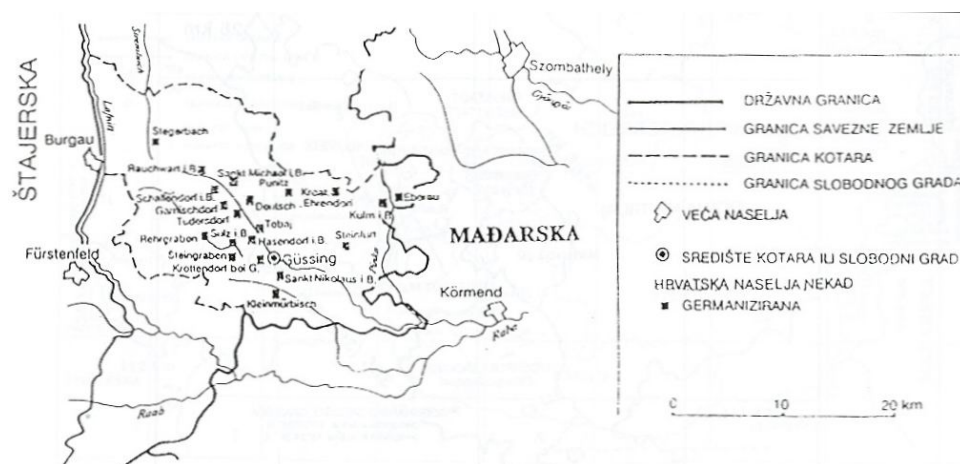 ŠTAJERSKA
Burgau
Lafnitz
Stegerbach
Rauchwart i.B.
Sankt Michael i.B.
Punitz
Kroat.
Ehrendorf
Eberau
Kulm i.B.
Schallendorf i.B.
Gamischdorf
Deutsch -
Tudersdorf
Tobaj
Rehrgraben
Sulz i.B.
Hasendorf i.B.
Steinfurt
Steingraben
Güssing
Krottendorf bei G.
Sankt Nikolaus i.B.
Kleinmürbisch
Fürstenfeld
Raab
Raba
Körmend
MAĐARSKA
Szombathely
DRŽAVNA GRANICA
GRANICA SAVEZNE ZEMLJE
GRANICA KOTARA
GRANICA SLOBODNOG GRADA
VEĆA NASELJA
SREDIŠTE KOTARA ILI SLOBODNI GRAD
HRVATSKA NASELJA NEKAD
GERMANIZIRANA
0 10 20 km